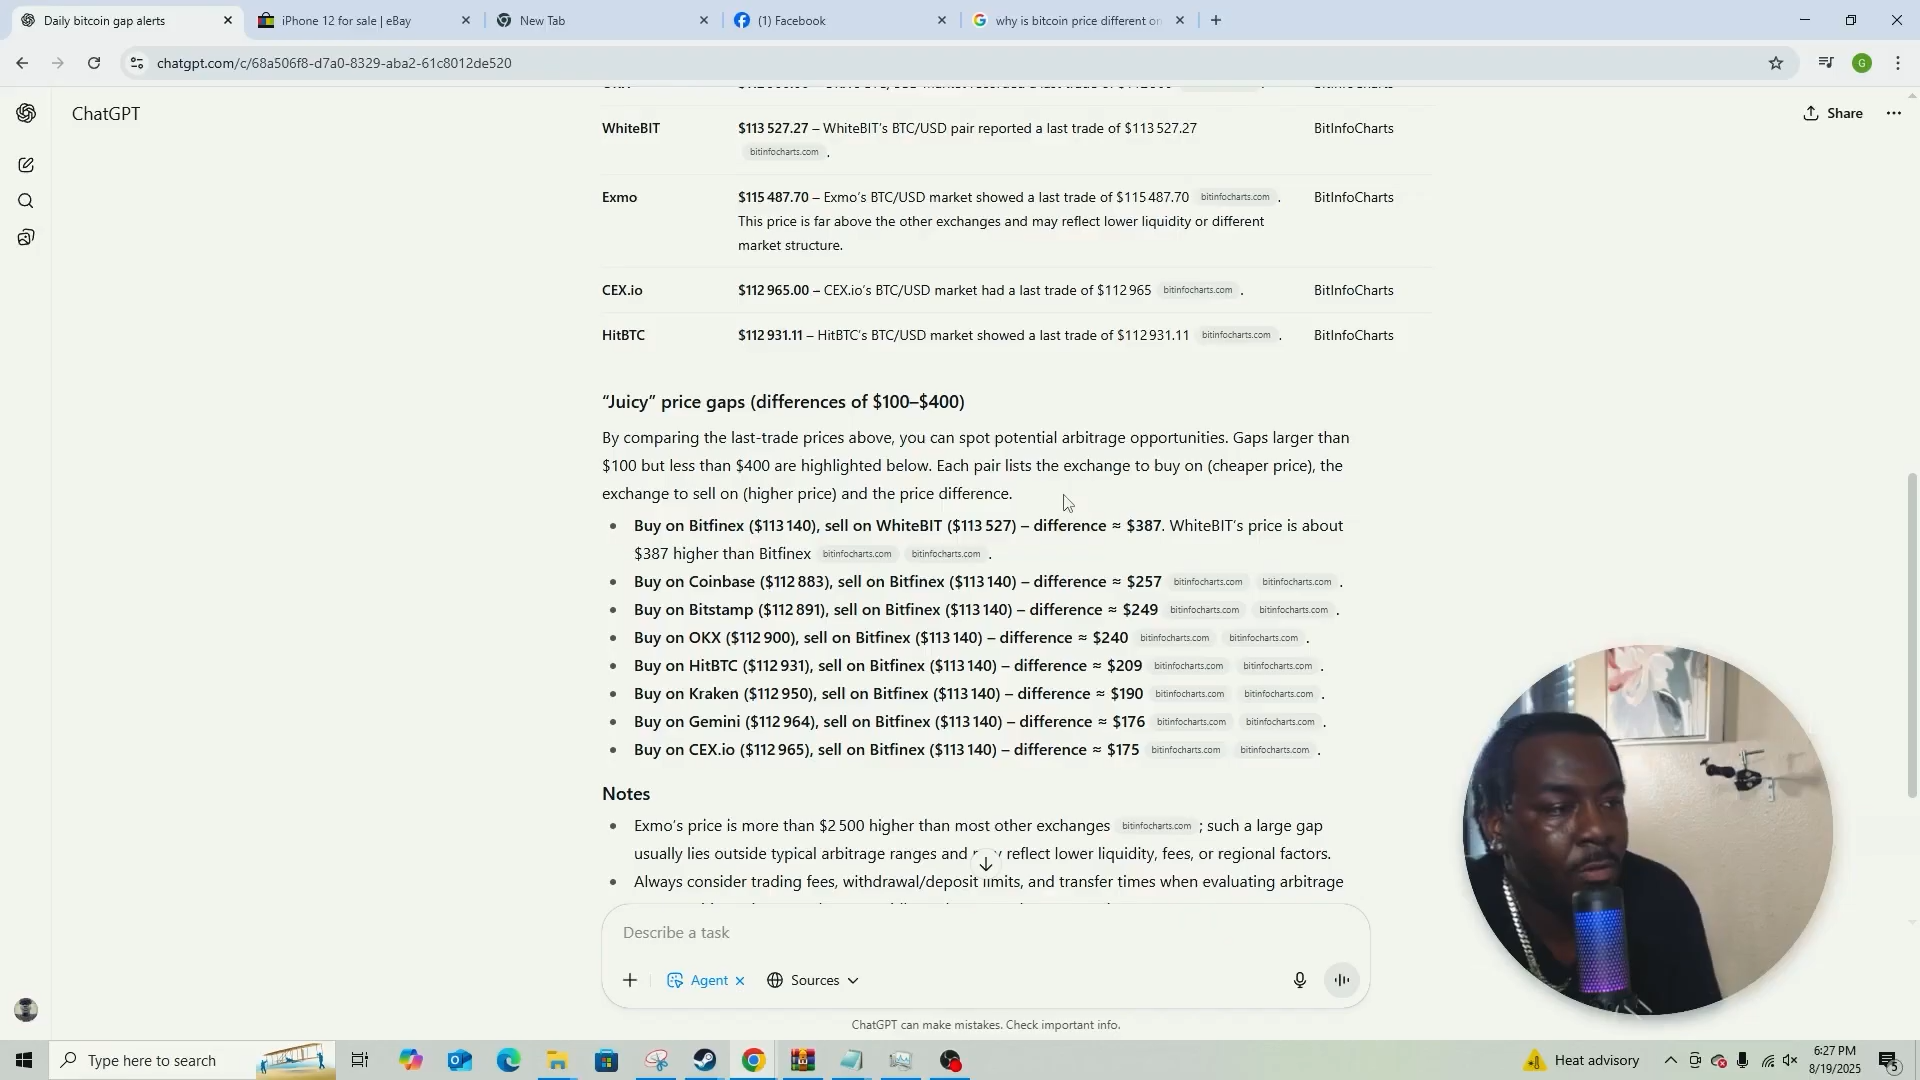 Daily bitcoin gap alerts
iPhone 12 for sale | eBay
New Tab
(1) Facebook
why is bitcoin price different on
chatgpt.com/c/68a506f8-d7a0-8329-aba2-61c8012de520
G
ChatGPT
Share
WhiteBIT
$113 527.27 – WhiteBIT's BTC/USD pair reported a last trade of $113 527.27
BitInfoCharts
bitinfocharts.com .
Exmo
$115 487.70 – Exmo's BTC/USD market showed a last trade of $115 487.70 bitinfocharts.com .
BitInfoCharts
This price is far above the other exchanges and may reflect lower liquidity or different
market structure.
CEX.io
$112 965.00 – CEX.io's BTC/USD market had a last trade of $112 965 bitinfocharts.com .
BitInfoCharts
HitBTC
$112 931.11 – HitBTC's BTC/USD market showed a last trade of $112 931.11 bitinfocharts.com .
BitInfoCharts
“Juicy” price gaps (differences of $100–$400)
By comparing the last-trade prices above, you can spot potential arbitrage opportunities. Gaps larger than
$100 but less than $400 are highlighted below. Each pair lists the exchange to buy on (cheaper price), the
exchange to sell on (higher price) and the price difference.
• Buy on Bitfinex ($113 140), sell on WhiteBIT ($113 527) – difference ≈ $387. WhiteBIT's price is about
$387 higher than Bitfinex bitinfocharts.com bitinfocharts.com .
• Buy on Coinbase ($112 883), sell on Bitfinex ($113 140) – difference ≈ $257 bitinfocharts.com bitinfocharts.com .
• Buy on Bitstamp ($112 891), sell on Bitfinex ($113 140) – difference ≈ $249 bitinfocharts.com bitinfocharts.com .
• Buy on OKX ($112 900), sell on Bitfinex ($113 140) – difference ≈ $240 bitinfocharts.com bitinfocharts.com .
• Buy on HitBTC ($112 931), sell on Bitfinex ($113 140) – difference ≈ $209 bitinfocharts.com bitinfocharts.com .
• Buy on Kraken ($112 950), sell on Bitfinex ($113 140) – difference ≈ $190 bitinfocharts.com bitinfocharts.com .
• Buy on Gemini ($112 964), sell on Bitfinex ($113 140) – difference ≈ $176 bitinfocharts.com bitinfocharts.com .
• Buy on CEX.io ($112 965), sell on Bitfinex ($113 140) – difference ≈ $175 bitinfocharts.com bitinfocharts.com .
Notes
• Exmo's price is more than $2 500 higher than most other exchanges bitinfocharts.com ; such a large gap
usually lies outside typical arbitrage ranges and may reflect lower liquidity, fees, or regional factors.
• Always consider trading fees, withdrawal/deposit limits, and transfer times when evaluating arbitrage
Describe a task
Agent
Sources
ChatGPT can make mistakes. Check important info.
Type here to search
Heat advisory
6:27 PM
8/19/2025
5